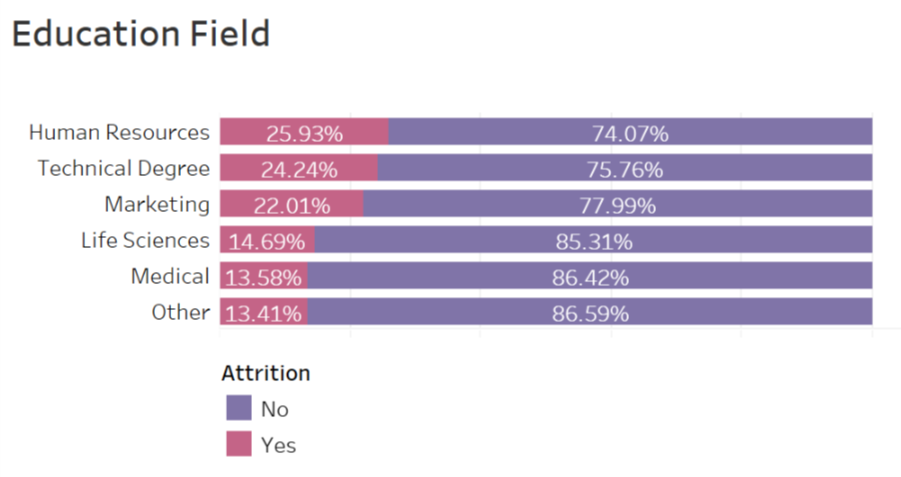 Education Field
Human Resources 25.93% 74.07%
Technical Degree 24.24% 75.76%
Marketing 22.01% 77.99%
Life Sciences 14.69% 85.31%
Medical 13.58% 86.42%
Other 13.41% 86.59%
Attrition
No
Yes